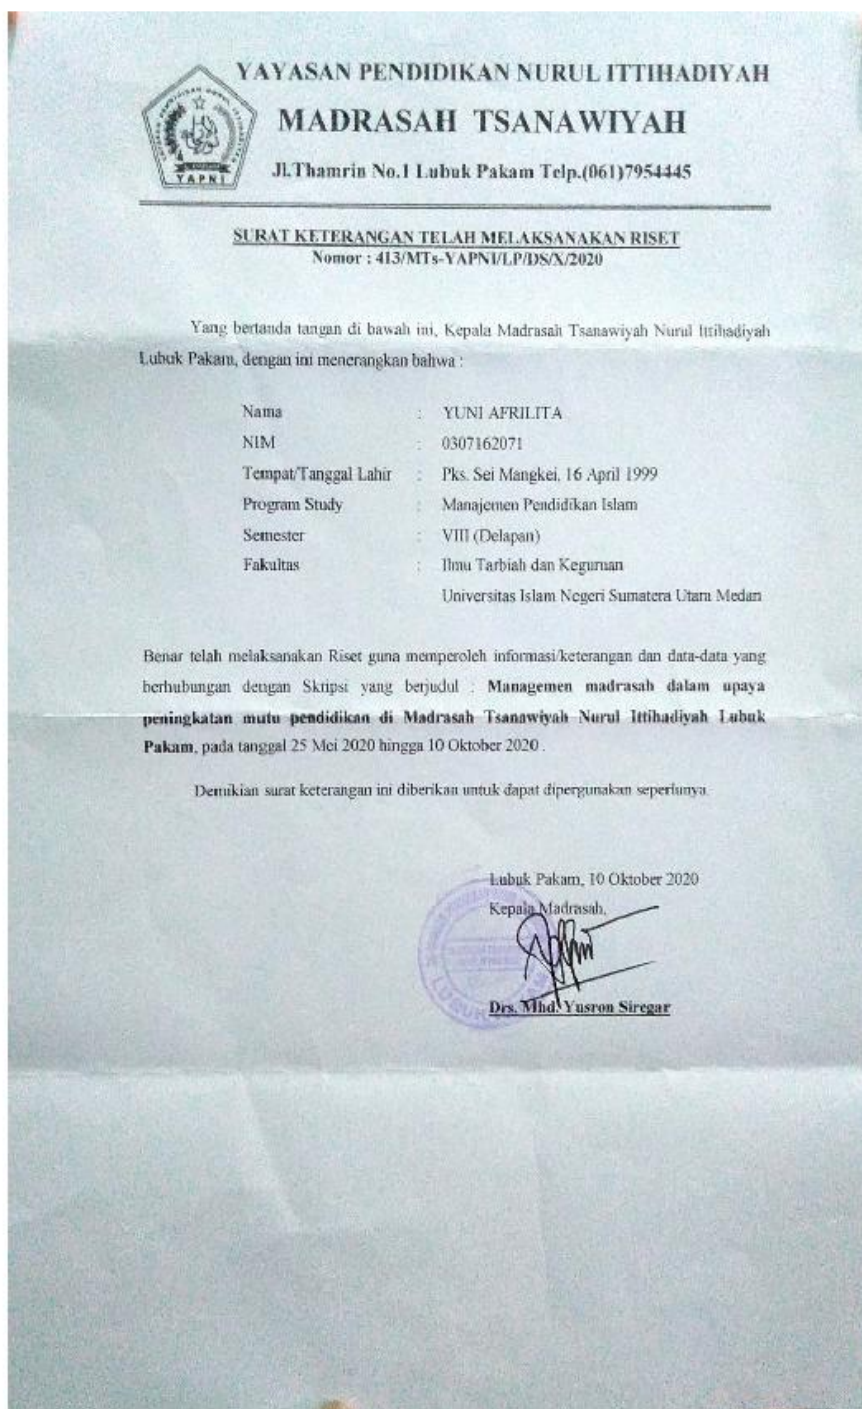 YAYASAN PENDIDIKAN NURUL ITTIHADIYAH
MADRASAH TSANAWIYAH
Jl.Thamrin No.1 Lubuk Pakam Telp.(061)7954445
YAPNI
SURAT KETERANGAN TELAH MELAKSANAKAN RISET
Nomor : 413/MTs-YAPNI/LP/DS/X/2020
Yang bertanda tangan di bawah ini, Kepala Madrasah Tsanawiyah Nurul Ittihadiyah
Lubuk Pakam, dengan ini menerangkan bahwa :
Nama : YUNI AFRILITA
NIM : 0307162071
Tempat/Tanggal Lahir : Pks. Sei Mangkei, 16 April 1999
Program Study : Manajemen Pendidikan Islam
Semester : VIII (Delapan)
Fakultas : Ilmu Tarbiah dan Keguruan
Universitas Islam Negeri Sumatera Utara Medan
Benar telah melaksanakan Riset guna memperoleh informasi/keterangan dan data-data yang
berhubungan dengan Skripsi yang berjudul : Managemen madrasah dalam upaya
peningkatan mutu pendidikan di Madrasah Tsanawiyah Nurul Ittihadiyah Lubuk
Pakam, pada tanggal 25 Mei 2020 hingga 10 Oktober 2020 .
Demikian surat keterangan ini diberikan untuk dapat dipergunakan seperlunya.
Lubuk Pakam, 10 Oktober 2020
Kepala Madrasah,
Drs. Mhd. Yusron Siregar